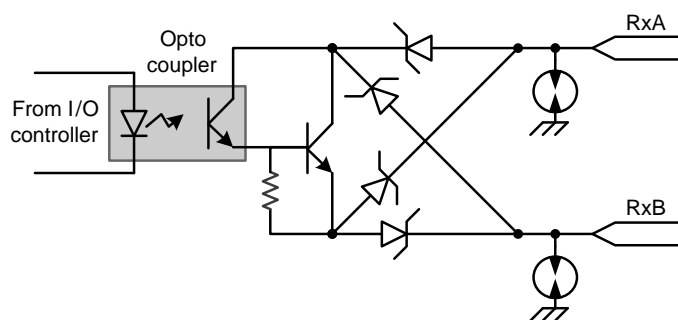 RxA
Opto
coupler
From I/O
controller
RxB